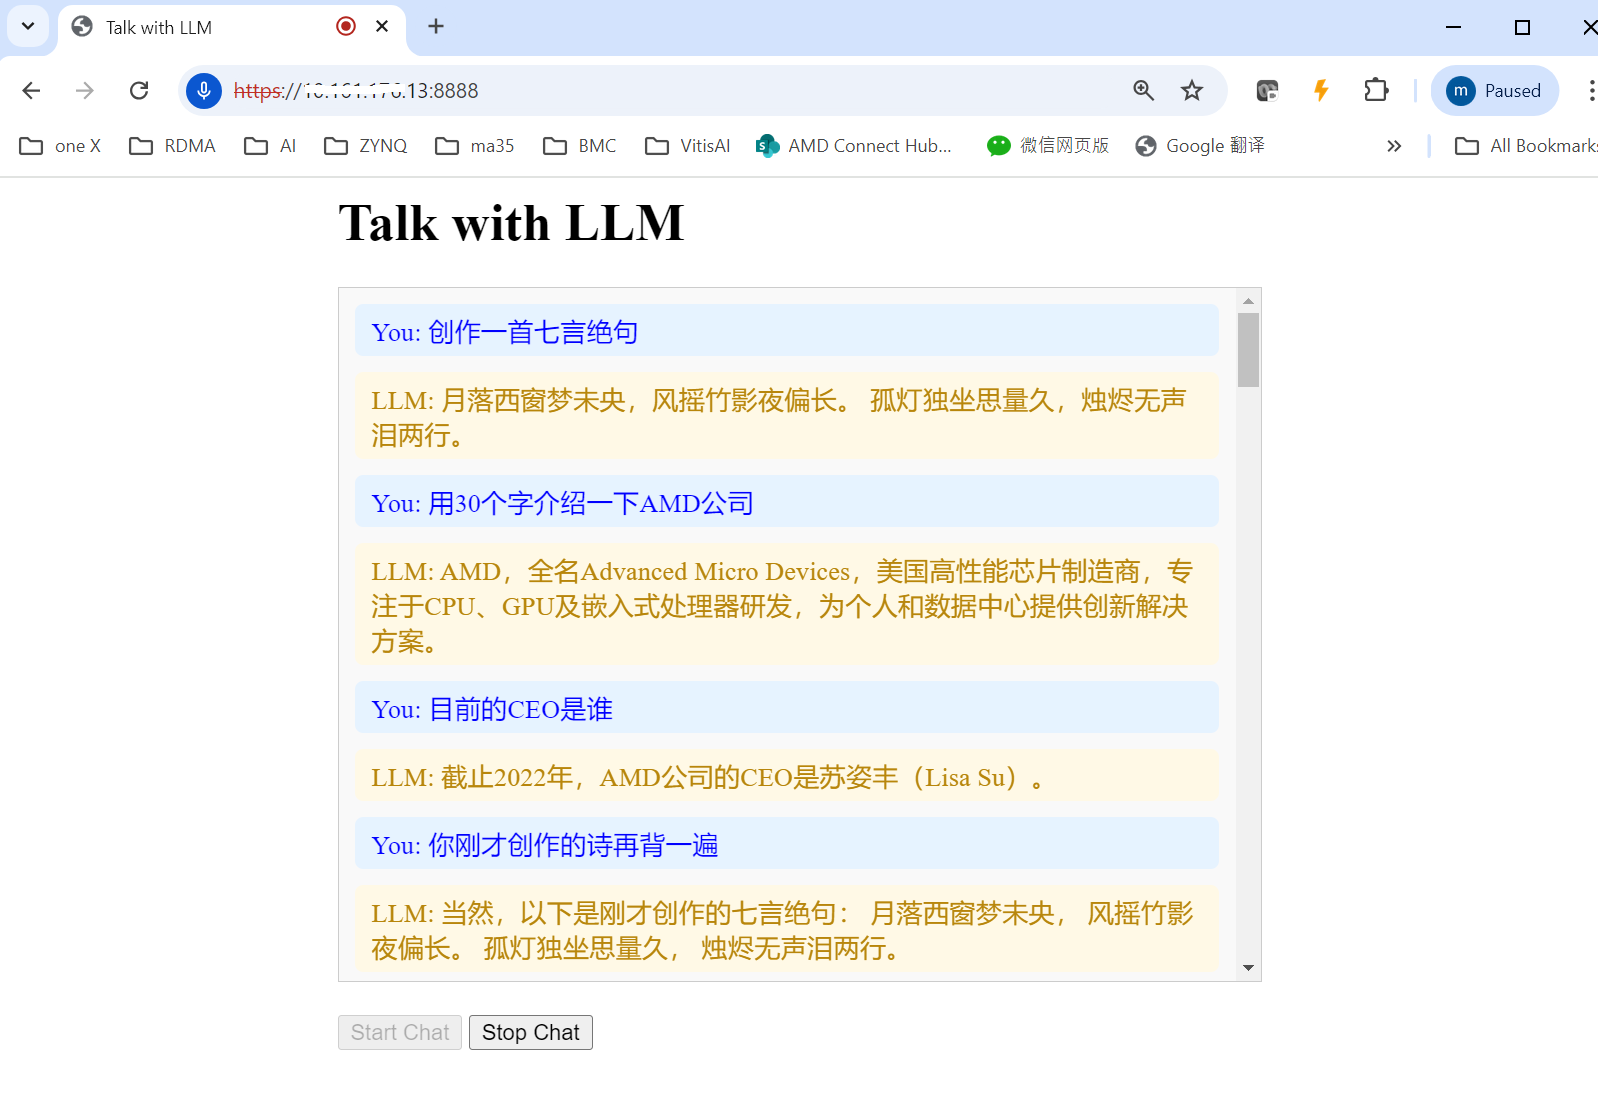 Talk with LLM
https://10.161.176.13:8888
m Paused
one X RDMA AI ZYNQ ma35 BMC VitisAI AMD Connect Hub... 微信网页版 Google 翻译 All Bookmarks
Talk with LLM
You: 创作一首七言绝句
LLM: 月落西窗梦未央，风摇竹影夜偏长。 孤灯独坐思量久，烛烬无声
泪两行。
You: 用30个字介绍一下AMD公司
LLM: AMD，全名Advanced Micro Devices，美国高性能芯片制造商，专
注于CPU、GPU及嵌入式处理器研发，为个人和数据中心提供创新解决
方案。
You: 目前的CEO是谁
LLM: 截止2022年，AMD公司的CEO是苏姿丰（Lisa Su）。
You: 你刚才创作的诗再背一遍
LLM: 当然，以下是刚才创作的七言绝句： 月落西窗梦未央， 风摇竹影
夜偏长。 孤灯独坐思量久， 烛烬无声泪两行。
Start Chat Stop Chat